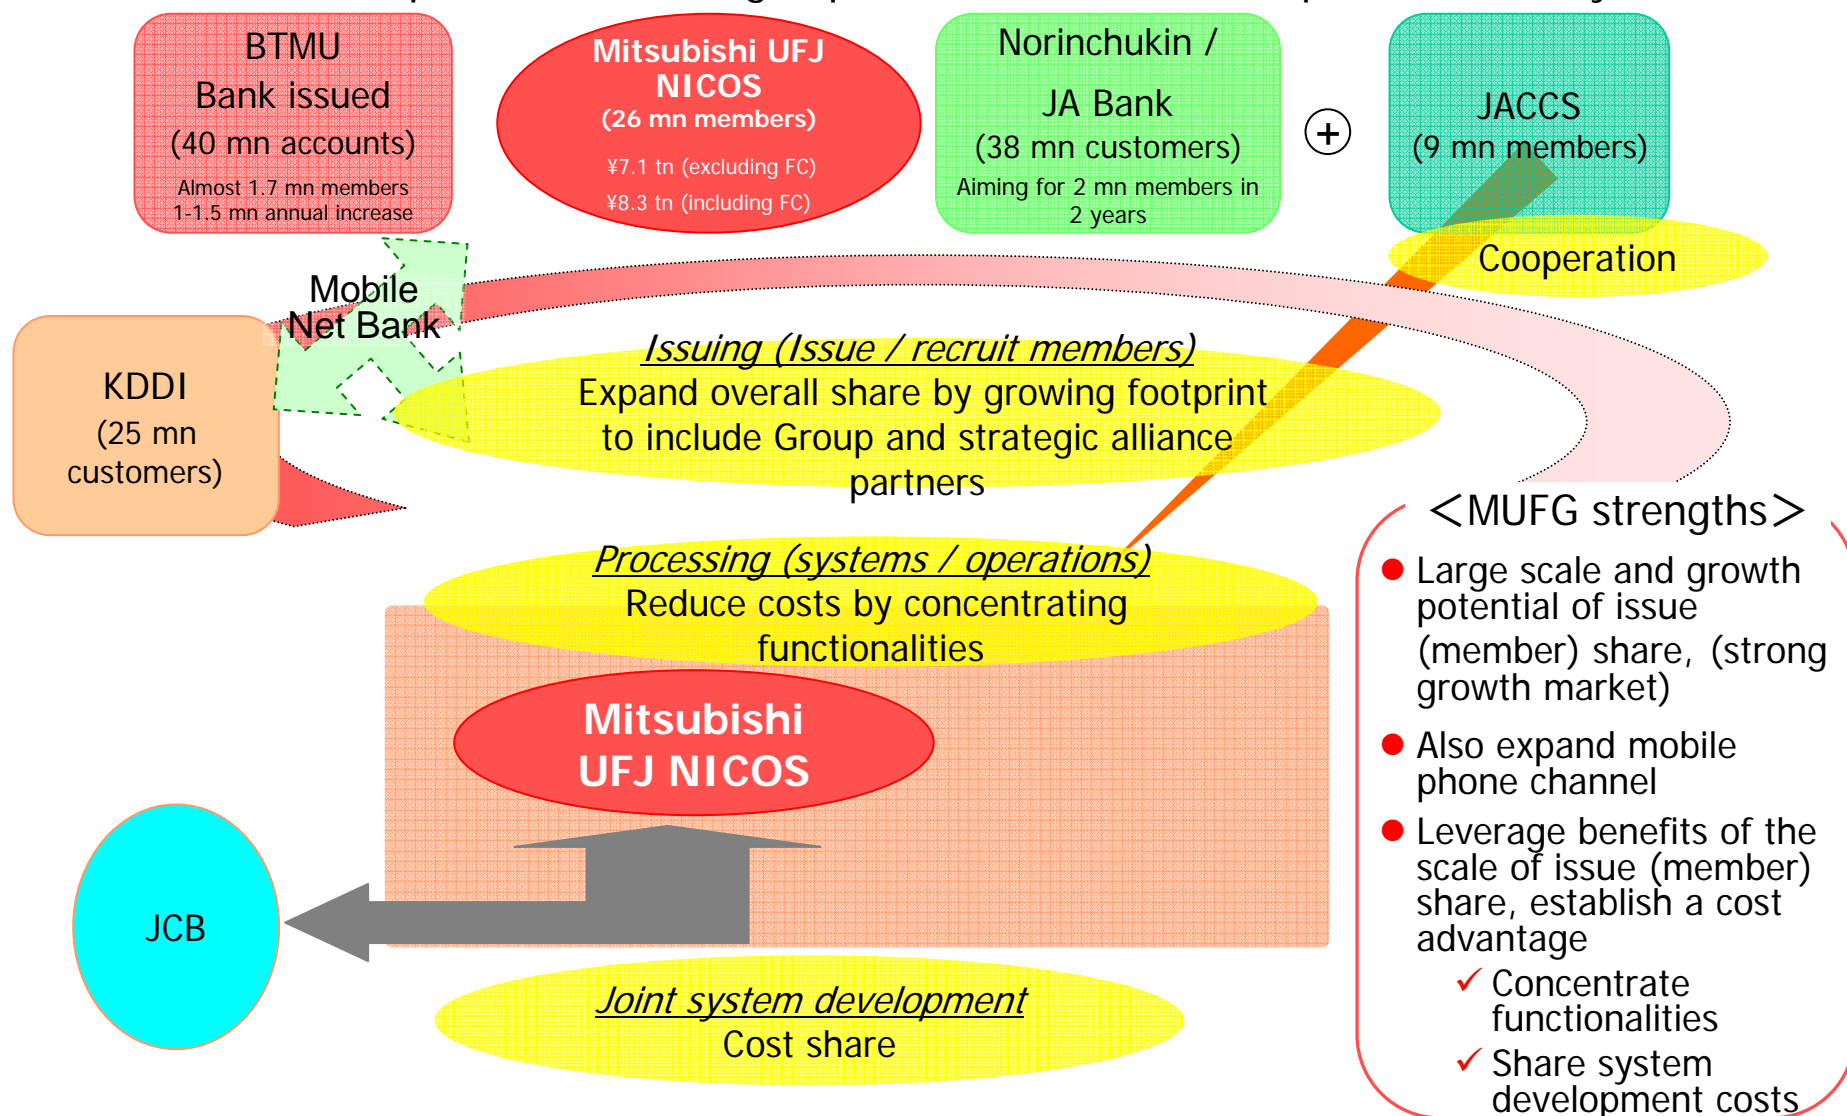 BTMU
Bank issued
(40 mn accounts)
Almost 1.7 mn members
1-1.5 mn annual increase
Mitsubishi UFJ
NICOS
(26 mn members)
¥7.1 tn (excluding FC)
¥8.3 tn (including FC)
Norinchukin /
JA Bank
(38 mn customers)
Aiming for 2 mn members in
2 years
+
JACCS
(9 mn members)
Cooperation
Mobile
Net Bank
KDDI
(25 mn
customers)
Issuing (Issue / recruit members)
Expand overall share by growing footprint
to include Group and strategic alliance
partners
Processing (systems / operations)
Reduce costs by concentrating
functionalities
Mitsubishi
UFJ NICOS
JCB
Joint system development
Cost share
<MUFG strengths>
● Large scale and growth
potential of issue
(member) share, (strong
growth market)
● Also expand mobile
phone channel
● Leverage benefits of the
scale of issue (member)
share, establish a cost
advantage
✓ Concentrate
functionalities
✓ Share system
development costs